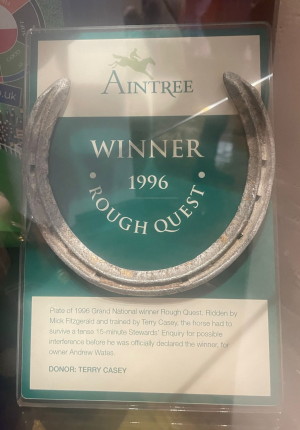 AINTREE
WINNER
1996
ROUGH QUEST
Plate of 1996 Grand National winner Rough Quest. Ridden by
Mick Fitzgerald and trained by Terry Casey, the horse had to
survive a tense 15-minute Stewards' Enquiry for possible
interference before he was officially declared the winner, for
owner Andrew Wates.
DONOR: TERRY CASEY
.uk